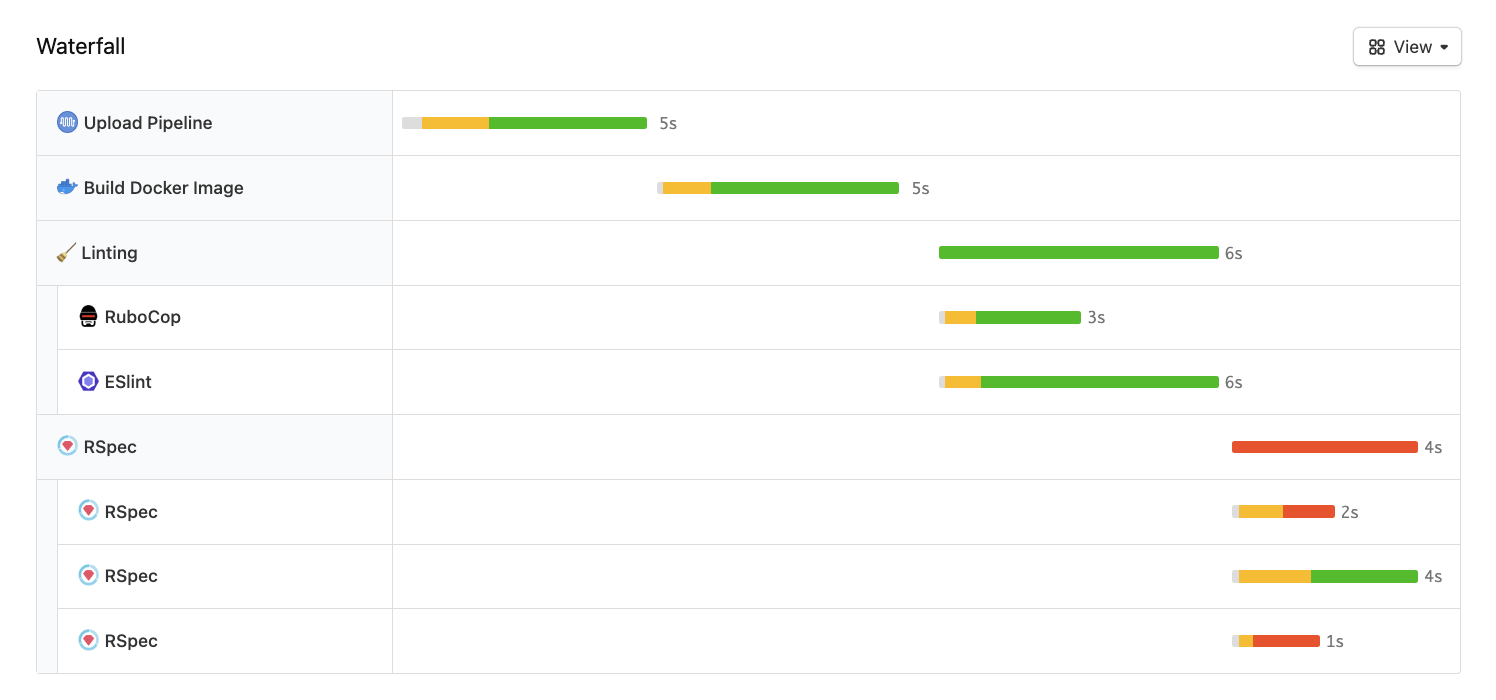 Waterfall
View
Upload Pipeline 5s
Build Docker Image 5s
Linting 6s
RuboCop 3s
ESlint 6s
RSpec 4s
RSpec 2s
RSpec 4s
RSpec 1s